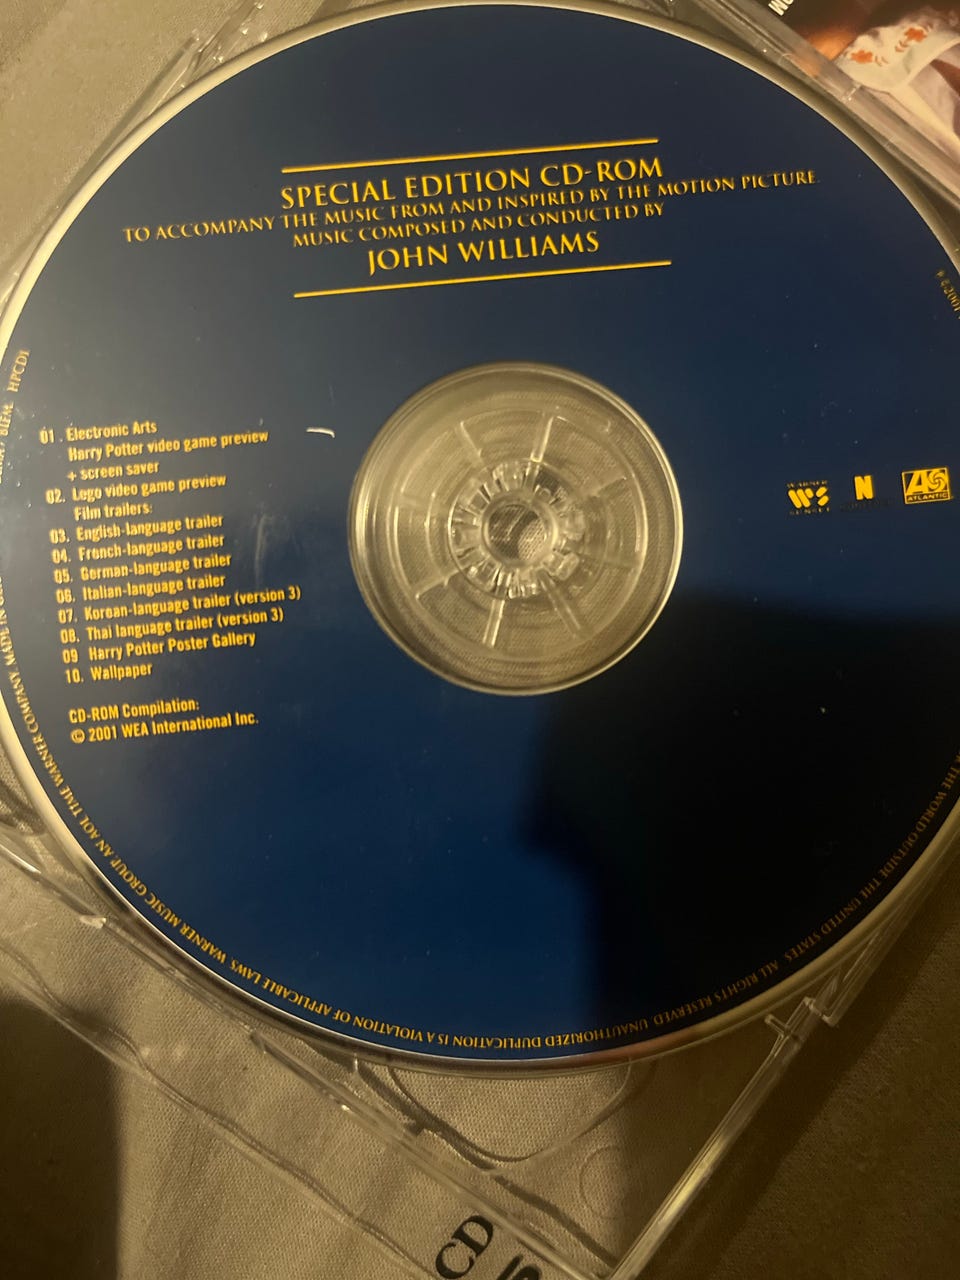 SPECIAL EDITION CD-ROM
TO ACCOMPANY THE MUSIC FROM AND INSPIRED BY THE MOTION PICTURE
MUSIC COMPOSED AND CONDUCTED BY
JOHN WILLIAMS
01. Electronic Arts
Harry Potter video game preview
+ screen saver
02. Lego video game preview
Film trailers:
03. English-language trailer
04. French-language trailer
05. German-language trailer
06. Italian-language trailer
07. Korean-language trailer (version 3)
08. Thai language trailer (version 3)
09 Harry Potter Poster Gallery
10. Wallpaper
CD-ROM Compilation:
© 2001 WEA International Inc.
WARNER
SUNSET
N
ATLANTIC
HPCD1
THE WORLD OUTSIDE THE UNITED STATES. ALL RIGHTS RESERVED. UNAUTHORIZED DUPLICATION IS A VIOLATION OF APPLICABLE LAWS. WARNER MUSIC GROUP. AN AOL TIME WARNER COMPANY. MADE IN
CD